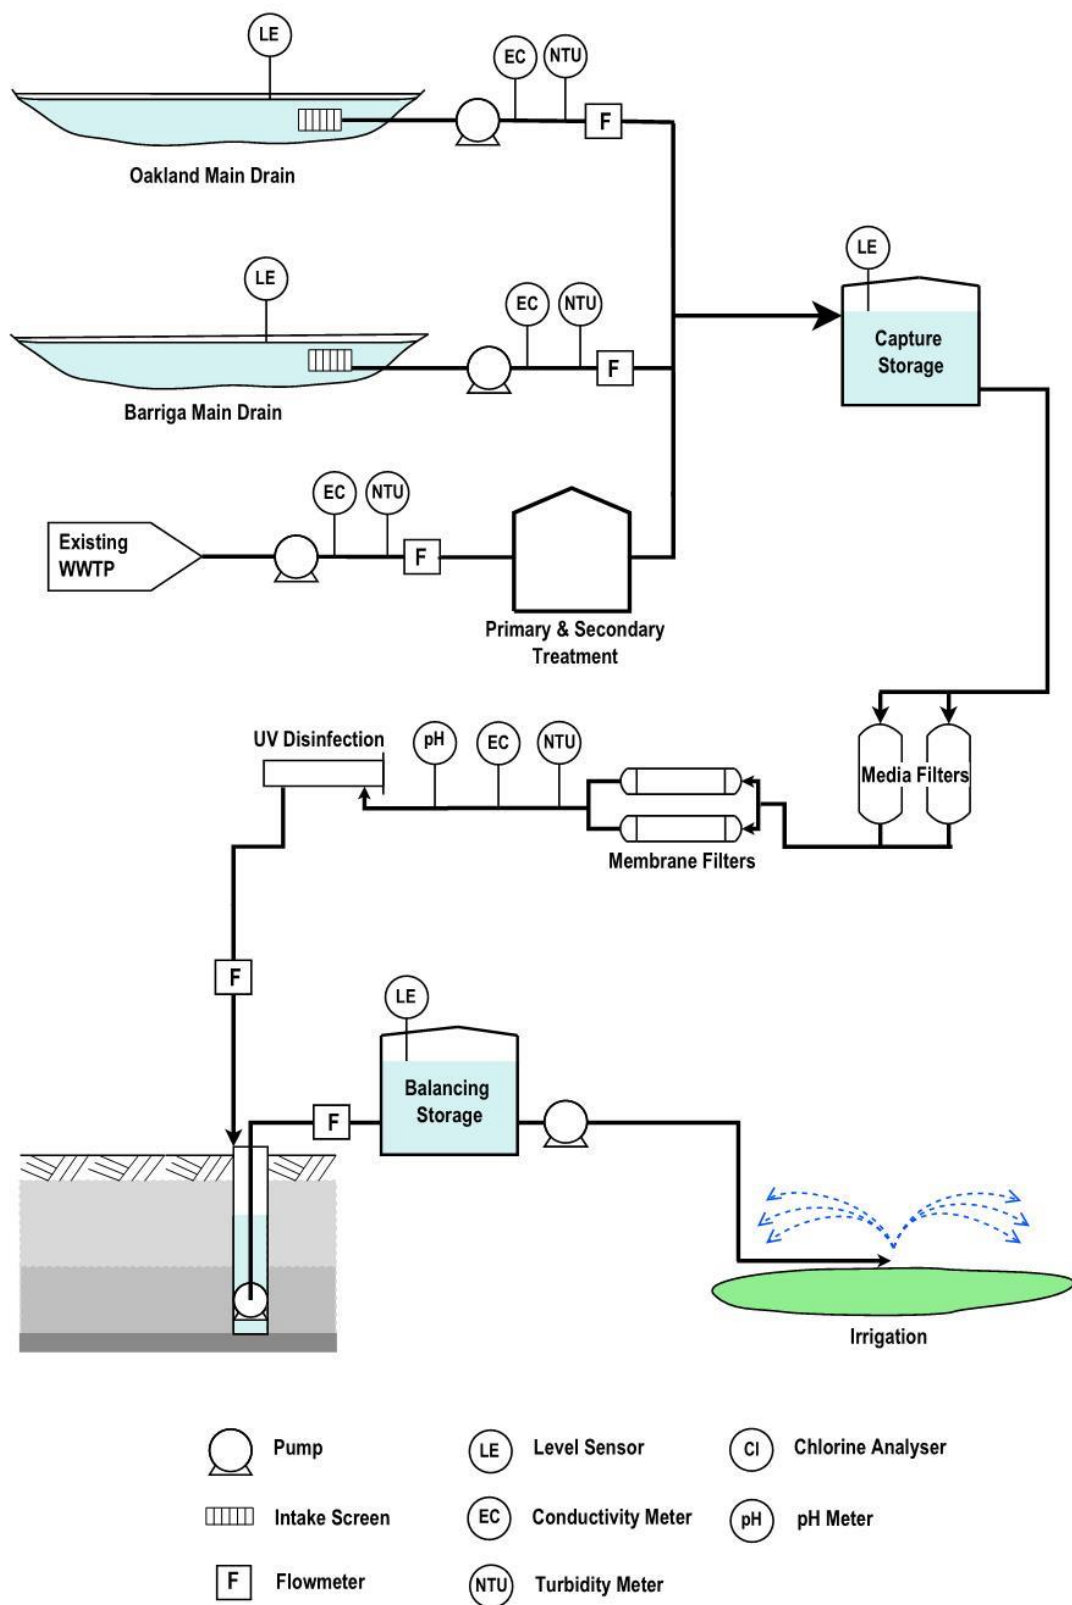 LE
EC
NTU
F
Oakland Main Drain
LE
EC
NTU
F
Barriga Main Drain
LE
Capture
Storage
EC
NTU
F
Existing
WWTP
Primary & Secondary
Treatment
UV Disinfection
pH
EC
NTU
Media Filters
Membrane Filters
F
LE
Balancing
Storage
F
Irrigation
Pump
LE Level Sensor
Cl Chlorine Analyser
Intake Screen
EC Conductivity Meter
pH pH Meter
F Flowmeter
NTU Turbidity Meter